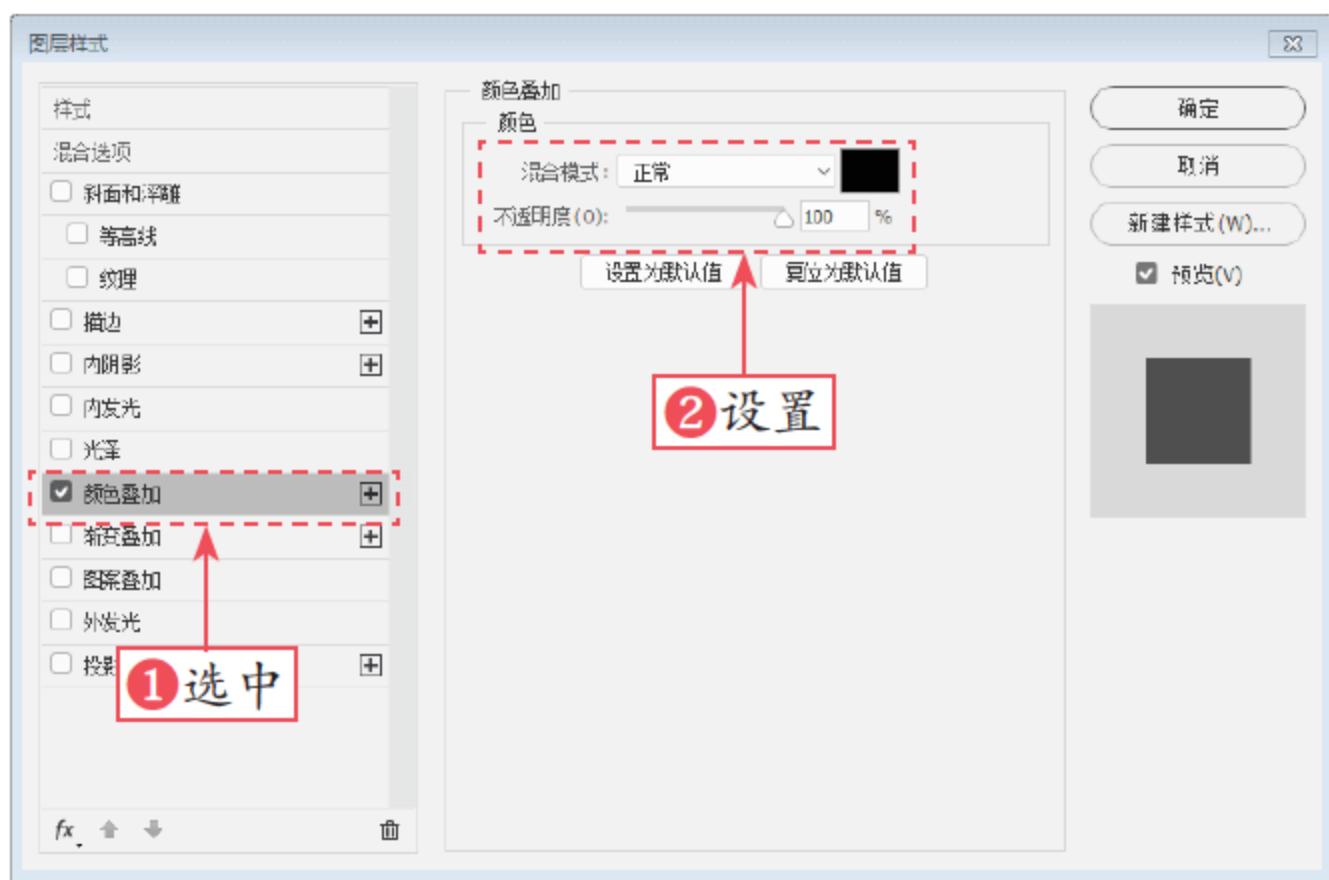 图层样式
样式
混合选项
斜面和浮雕
等高线
纹理
描边
内阴影
内发光
光泽
颜色叠加
渐变叠加
图案叠加
外发光
投影
❶选中
fx
颜色叠加
颜色
混合模式: 正常
不透明度(O): 100 %
设置为默认值 复位为默认值
❷设置
确定
取消
新建样式(W)...
预览(V)